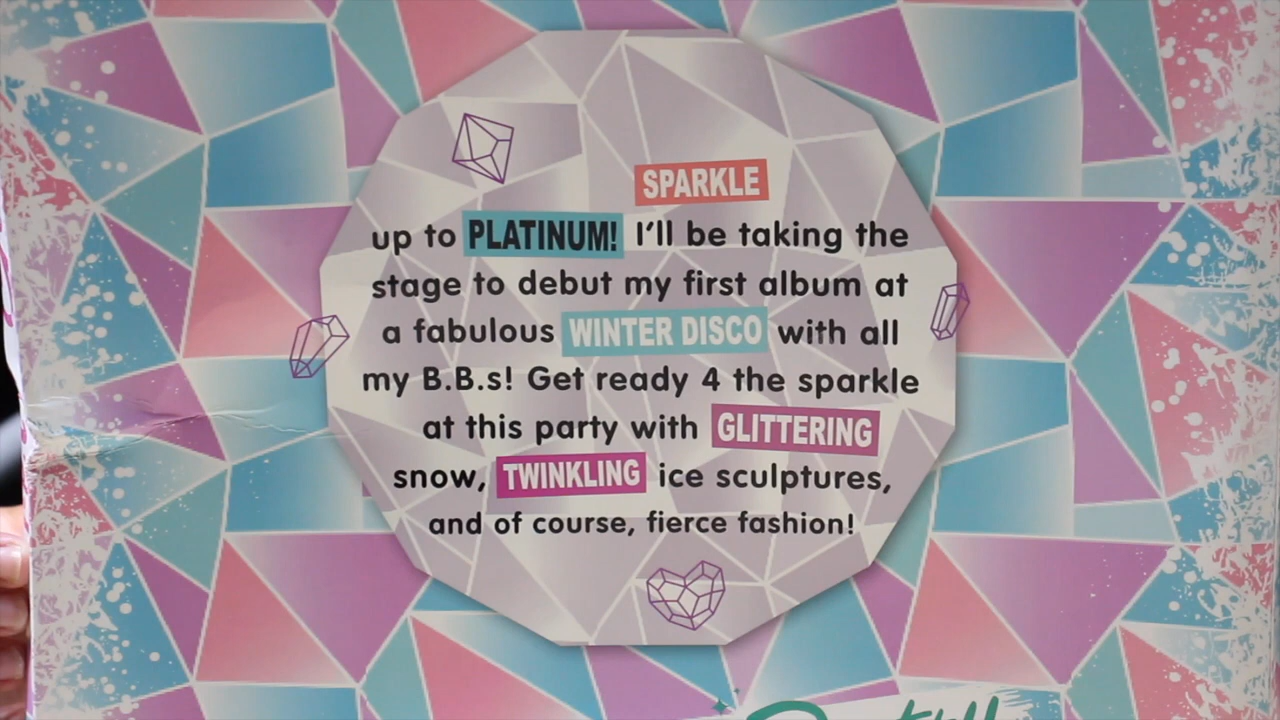 SPARKLE
up to PLATINUM! I'll be taking the
stage to debut my first album at
a fabulous WINTER DISCO with all
my B.B.s! Get ready 4 the sparkle
at this party with GLITTERING
snow, TWINKLING ice sculptures,
and of course, fierce fashion!